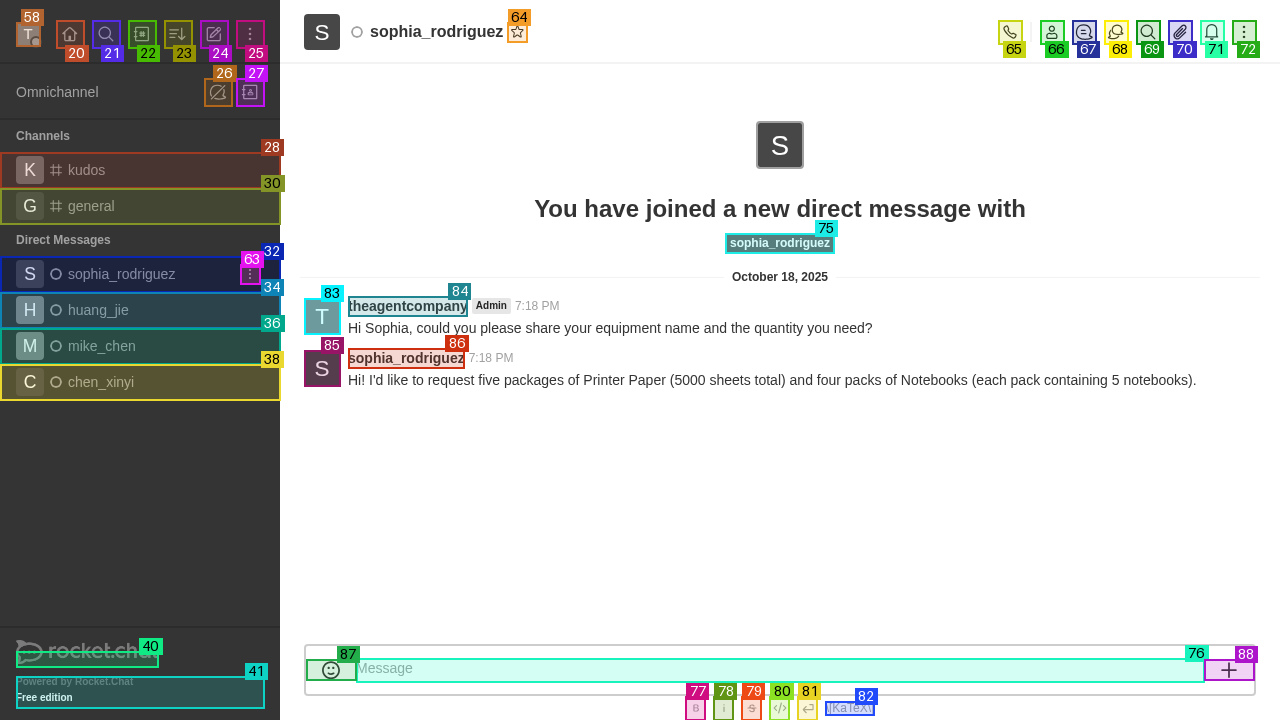 58
T
20
21
22
23
24
25
S
sophia_rodriguez
64
65
66
67
68
69
70
71
72
Omnichannel
26
27
Channels
28
K kudos
30
G general
Direct Messages
32
S sophia_rodriguez
63
34
H huang_jie
36
M mike_chen
38
C chen_xinyi
rocket.chat
40
41
Powered by Rocket.Chat
Free edition
S
You have joined a new direct message with
75
sophia_rodriguez
October 18, 2025
83
84
T
theagentcompany Admin 7:18 PM
Hi Sophia, could you please share your equipment name and the quantity you need?
85
86
S
sophia_rodriguez 7:18 PM
Hi! I'd like to request five packages of Printer Paper (5000 sheets total) and four packs of Notebooks (each pack containing 5 notebooks).
87
76
88
Message
77
78
79
80
81
82
B
i
S
</>
\[KaTeX\]